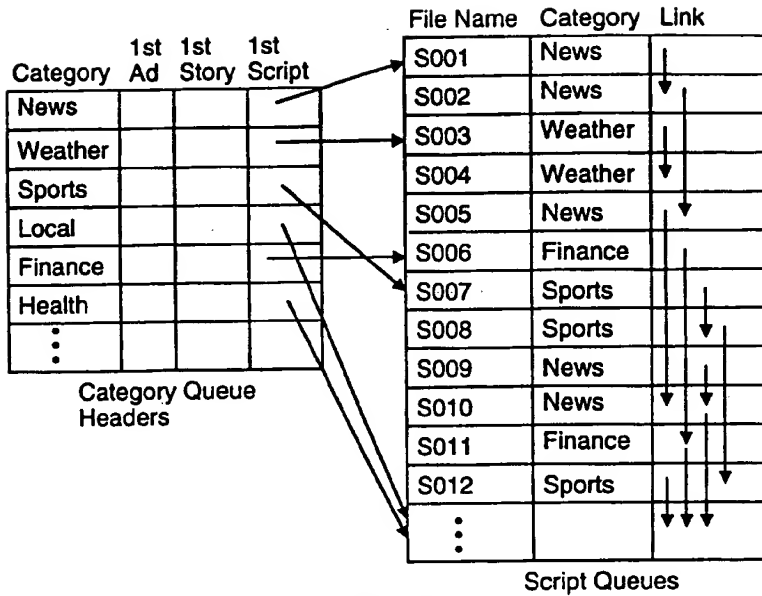 Category 1st Ad 1st Story 1st Script
News
Weather
Sports
Local
Finance
Health
Category Queue
Headers
File Name Category Link
S001 News
S002 News
S003 Weather
S004 Weather
S005 News
S006 Finance
S007 Sports
S008 Sports
S009 News
S010 News
S011 Finance
S012 Sports
Script Queues